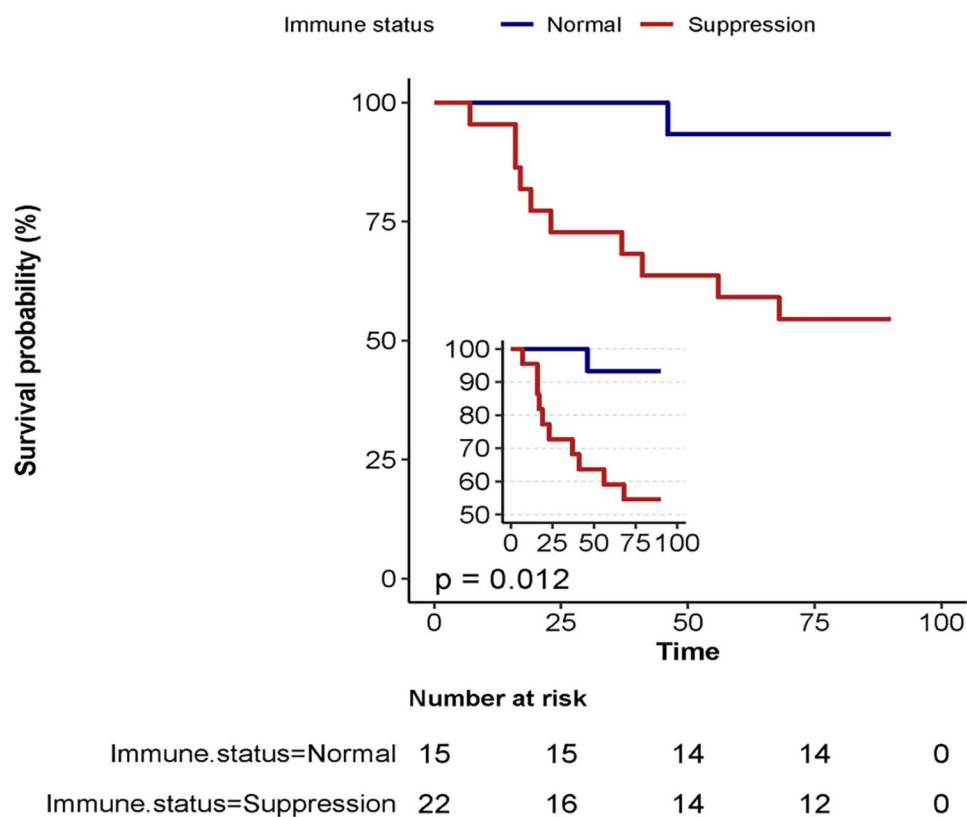 Immune status Normal Suppression
Survival probability (%)
100
75
50
25
0
100
90
80
70
60
50
0 25 50 75 100
p = 0.012
0 25 50 75 100
Time
Number at risk
Immune.status=Normal 15 15 14 14 0
Immune.status=Suppression 22 16 14 12 0